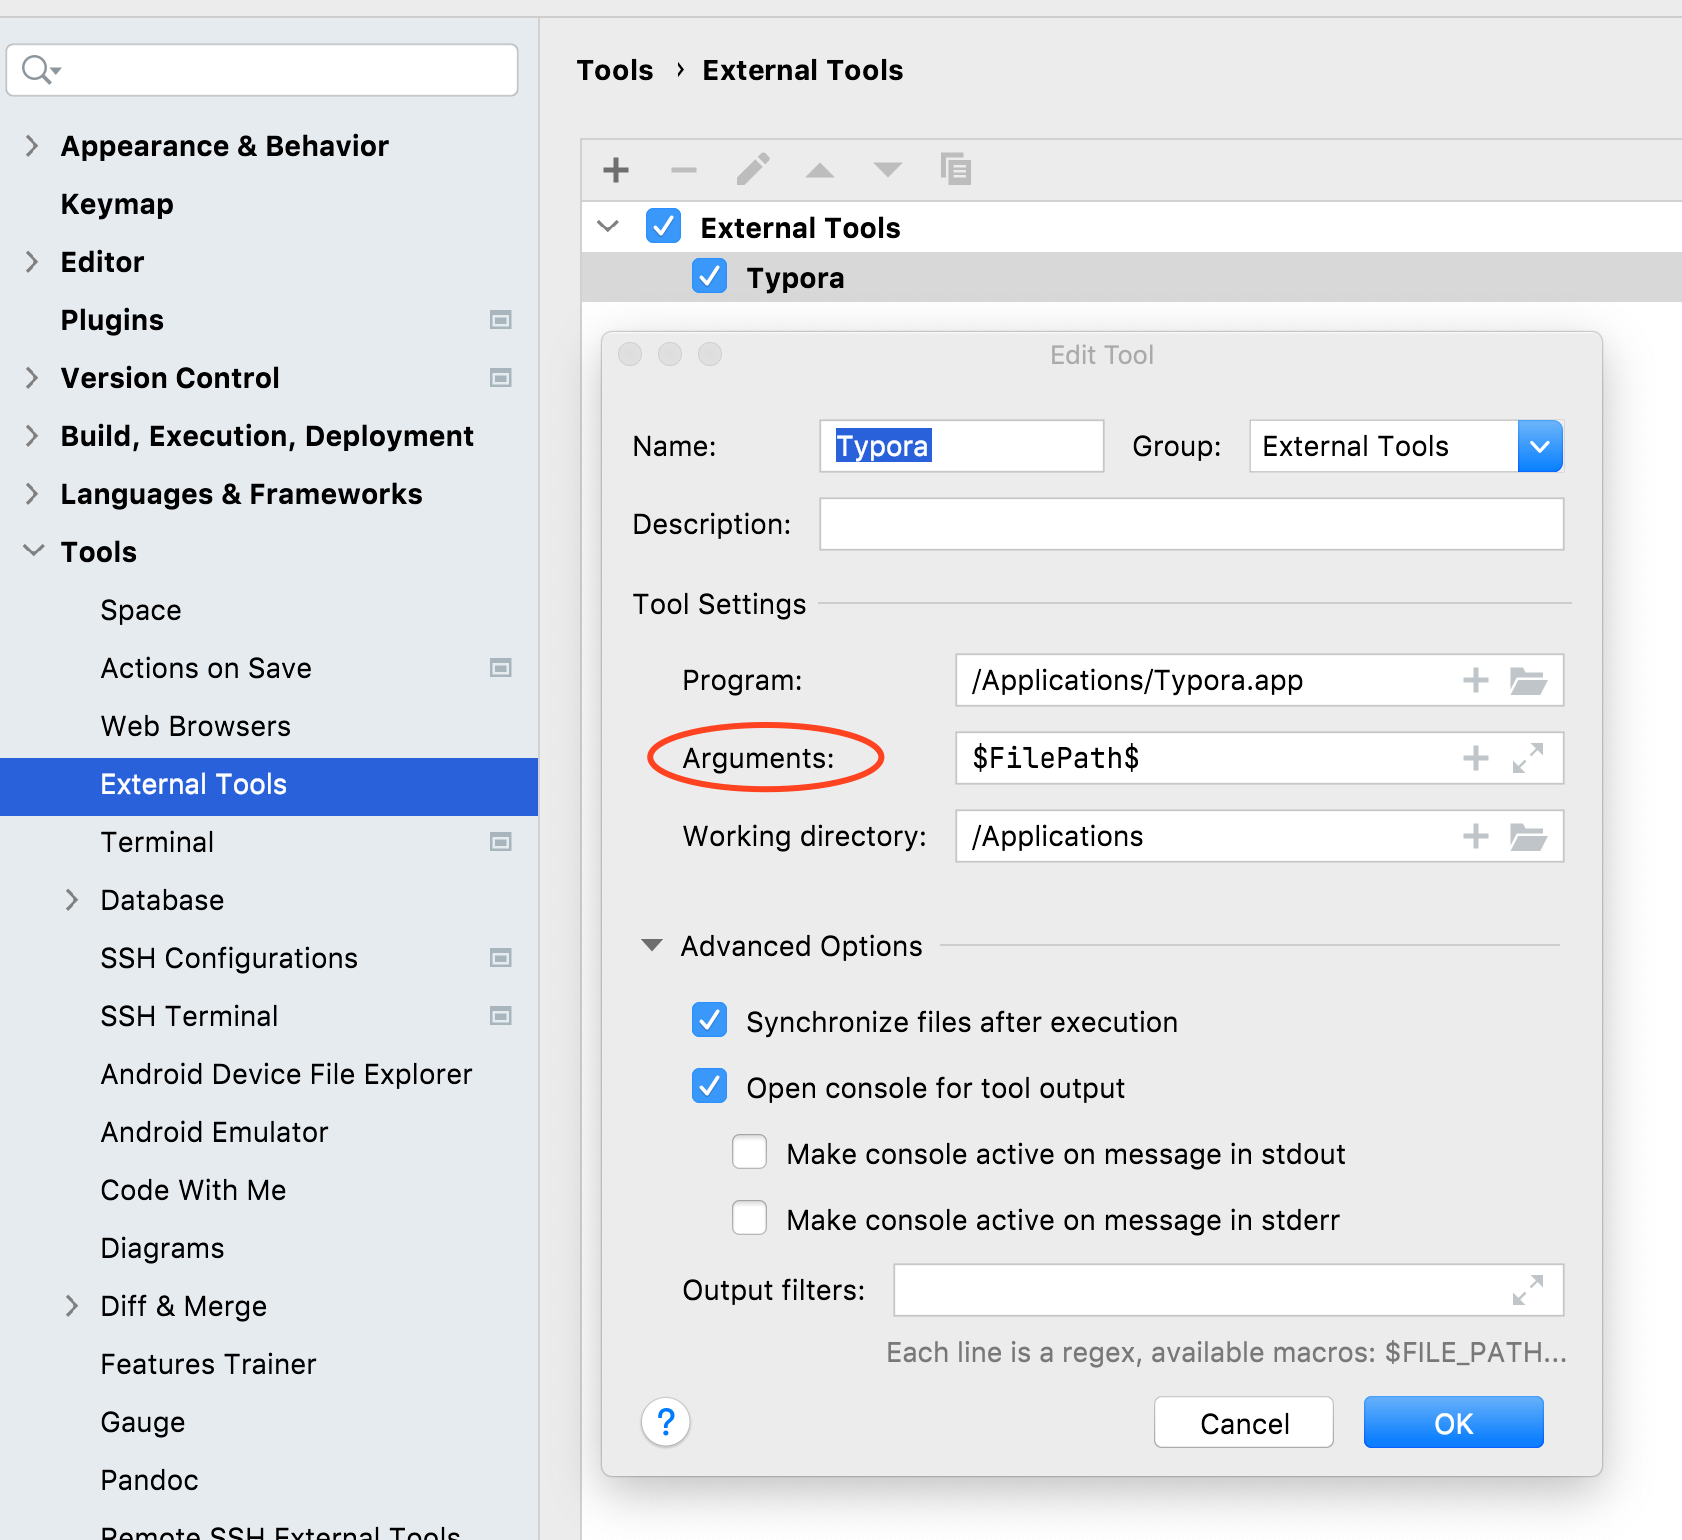 Tools › External Tools
Appearance & Behavior
Keymap
Editor
Plugins
Version Control
Build, Execution, Deployment
Languages & Frameworks
Tools
Space
Actions on Save
Web Browsers
External Tools
Terminal
Database
SSH Configurations
SSH Terminal
Android Device File Explorer
Android Emulator
Code With Me
Diagrams
Diff & Merge
Features Trainer
Gauge
Pandoc
Remote SSH External Tools
External Tools
Typora
Edit Tool
Name: Typora Group: External Tools
Description:
Tool Settings
Program: /Applications/Typora.app
Arguments: $FilePath$
Working directory: /Applications
Advanced Options
Synchronize files after execution
Open console for tool output
Make console active on message in stdout
Make console active on message in stderr
Output filters:
Each line is a regex, available macros: $FILE_PATH...
? Cancel OK